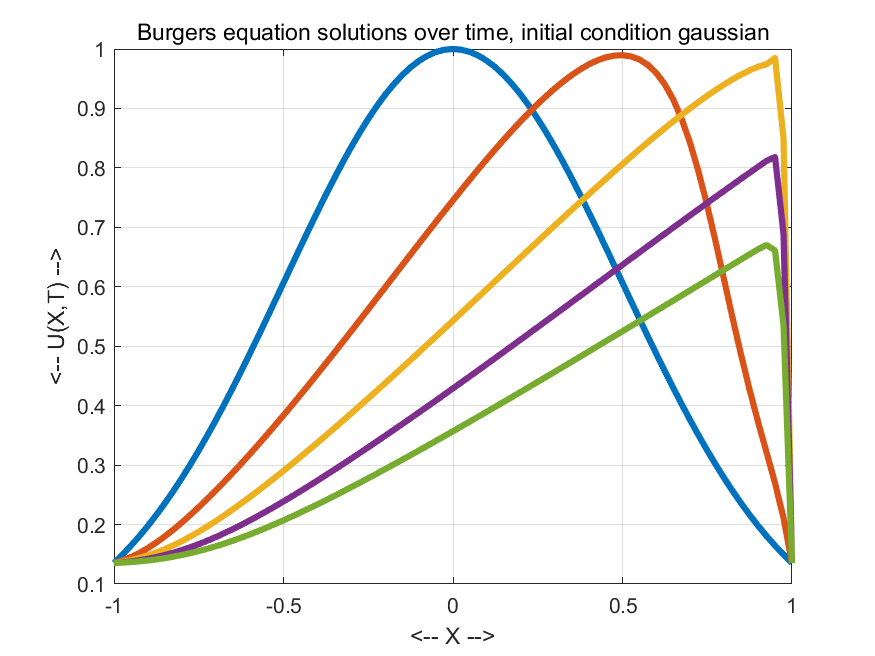 Burgers equation solutions over time, initial condition gaussian
1
0.9
0.8
0.7
0.6
0.5
0.4
0.3
0.2
0.1
<-- U(X,T) -->
-1 -0.5 0 0.5 1
<-- X -->